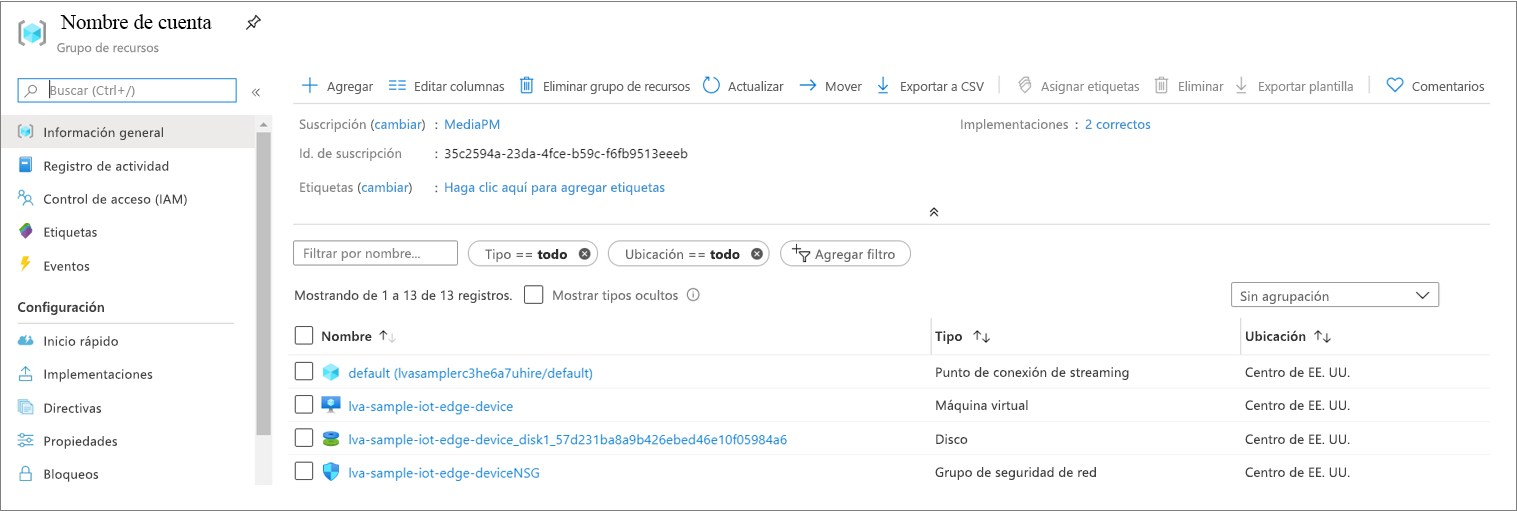 Nombre de cuenta
Grupo de recursos
Buscar (Ctrl+/)
«
Información general
Registro de actividad
Control de acceso (IAM)
Etiquetas
Eventos
Configuración
Inicio rápido
Implementaciones
Directivas
Propiedades
Bloqueos
Agregar Editar columnas Eliminar grupo de recursos Actualizar Mover Exportar a CSV Asignar etiquetas Eliminar Exportar plantilla Comentarios
Suscripción (cambiar) : MediaPM Implementaciones : 2 correctos
Id. de suscripción : 35c2594a-23da-4fce-b59c-f6fb9513eeeb
Etiquetas (cambiar) : Haga clic aquí para agregar etiquetas
Filtrar por nombre... Tipo == todo Ubicación == todo Agregar filtro
Mostrando de 1 a 13 de 13 registros. Mostrar tipos ocultos Sin agrupación
Nombre Tipo Ubicación
default (lvasamplerc3he6a7uhire/default) Punto de conexión de streaming Centro de EE. UU.
lva-sample-iot-edge-device Máquina virtual Centro de EE. UU.
lva-sample-iot-edge-device_disk1_57d231ba8a9b426ebed46e10f05984a6 Disco Centro de EE. UU.
lva-sample-iot-edge-deviceNSG Grupo de seguridad de red Centro de EE. UU.